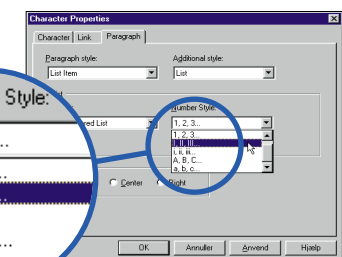 Character Properties
Character Link Paragraph
Paragraph style: Additional style:
List Item List
Style:
Number Style:
red List 1, 2, 3...
1, 2, 3...
I, II, III...
i, ii, iii...
A, B, C...
a, b, c...
Center Right
OK Annuller Anvend Hjælp